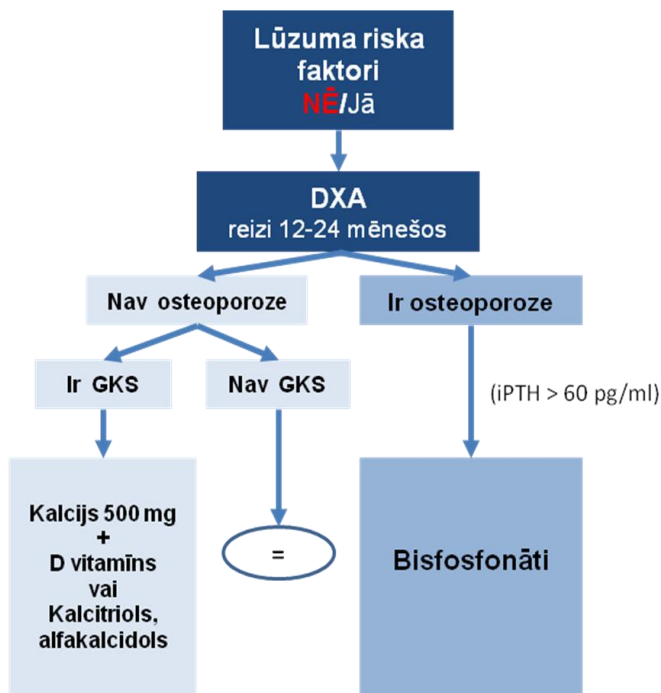 Lūzuma riska
faktori
NĒ/Jā
DXA
reizi 12-24 mēnešos
Nav osteoporoze
Ir osteoporoze
Ir GKS
Nav GKS
(iPTH > 60 pg/ml)
Kalcijs 500 mg
+
D vitamīns
vai
Kalcitriols,
alfakalcidols
=
Bisfosfonāti